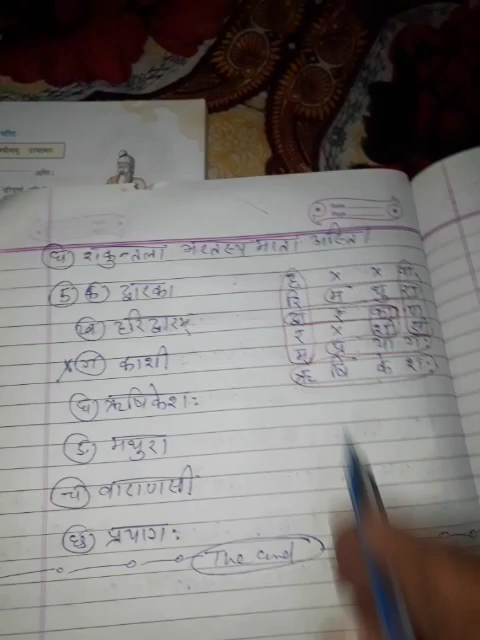 (घ) शकुन्तला भरतस्य माता अस्ति।
5 (क) द्वारका
(ख) हरिद्वारम्
x (ग) काशी
(घ) ऋषिकेशः
(ङ) मथुरा
(च) वाराणसी
(छ) प्रयागः
The end
ह x x वा
रि म थु रा
द्वा र का ण
र x शी सी
म् प्र या गः
ऋ षि के शः